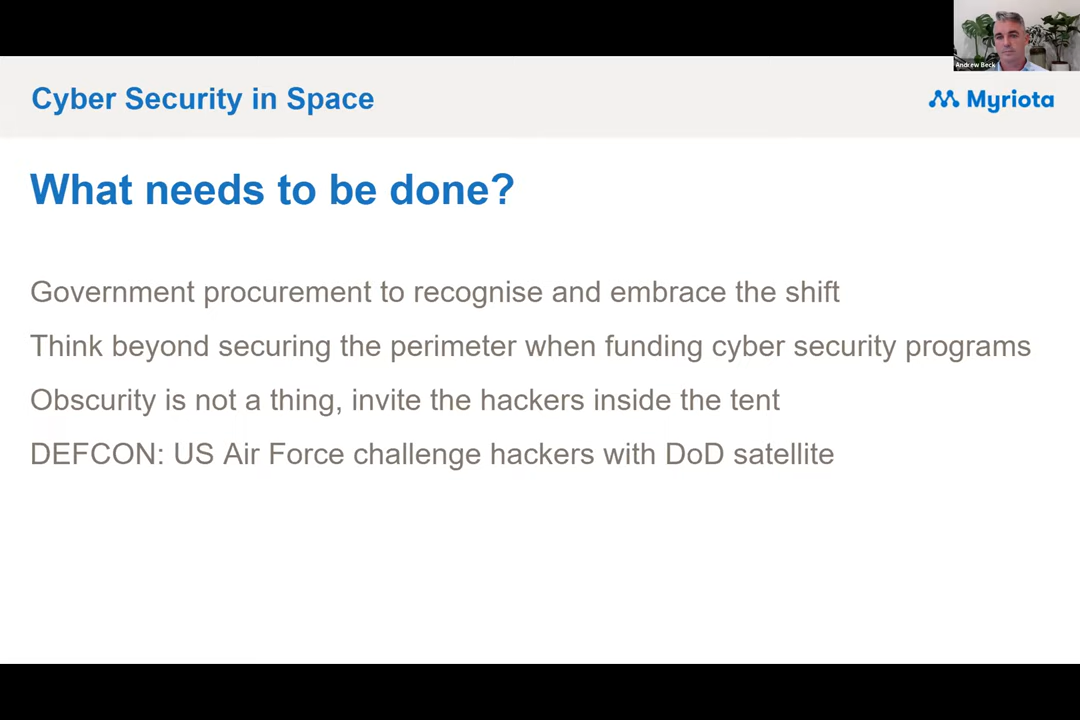 Andrew Beck
Cyber Security in Space
Myriota
What needs to be done?
Government procurement to recognise and embrace the shift
Think beyond securing the perimeter when funding cyber security programs
Obscurity is not a thing, invite the hackers inside the tent
DEFCON: US Air Force challenge hackers with DoD satellite